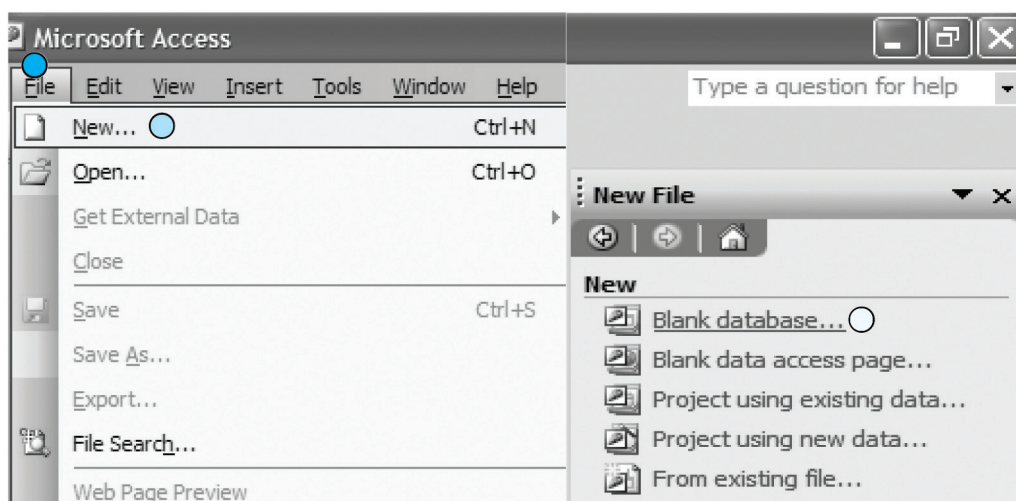 Microsoft Access
File Edit View Insert Tools Window Help
New... Ctrl+N
Open... Ctrl+O
Get External Data
Close
Save Ctrl+S
Save As...
Export...
File Search...
Web Page Preview
Type a question for help
New File
New
Blank database...
Blank data access page...
Project using existing data...
Project using new data...
From existing file...